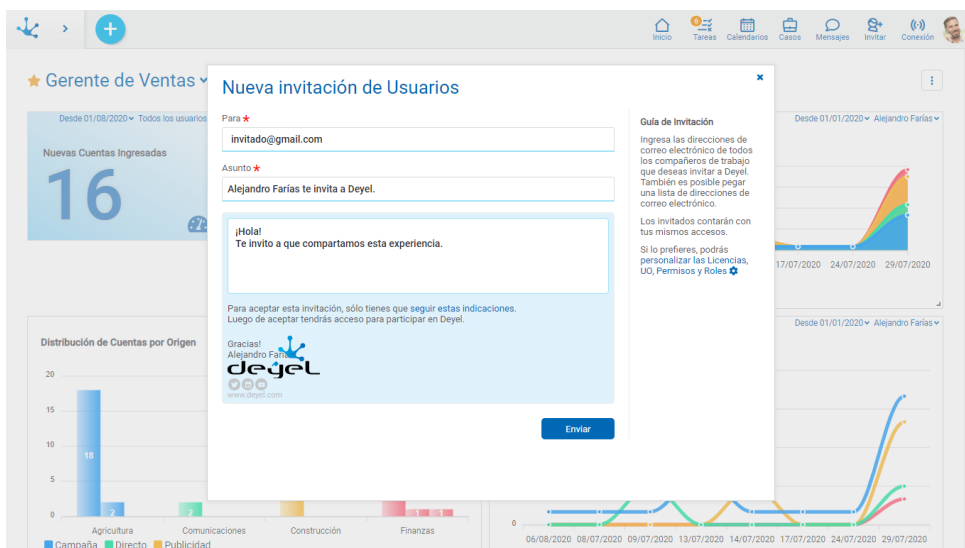 6
Inicio
Tareas
Calendarios
Casos
Mensajes
Invitar
Conexión
Gerente de Ventas
Desde 01/08/2020
Todos los usuarios
Nuevas Cuentas Ingresadas
16
Nueva invitación de Usuarios
Para *
invitado@gmail.com
Asunto *
Alejandro Farías te invita a Deyel.
¡Hola!
Te invito a que compartamos esta experiencia.
Para aceptar esta invitación, sólo tienes que seguir estas indicaciones.
Luego de aceptar tendrás acceso para participar en Deyel.
Gracias!
Alejandro
deyel
www.deyel.com
Enviar
Guía de Invitación
Ingresa las direcciones de
correo electrónico de todos
los compañeros de trabajo
que deseas invitar a Deyel.
También es posible pegar
una lista de direcciones de
correo electrónico.
Los invitados contarán con
tus mismos accesos.
Si lo prefieres, podrás
personalizar las Licencias,
UO, Permisos y Roles
Desde 01/01/2020 Alejandro Farías
17/07/2020 24/07/2020 29/07/2020
Distribución de Cuentas por Origen
20
15
10
5
0
18
2
2
1 1
Agricultura
Comunicaciones
Construcción
Finanzas
Campaña Directo Publicidad
Desde 01/01/2020 Alejandro Farías
0
06/08/2020 08/07/2020 09/07/2020 13/07/2020 14/07/2020 17/07/2020 24/07/2020 29/07/2020